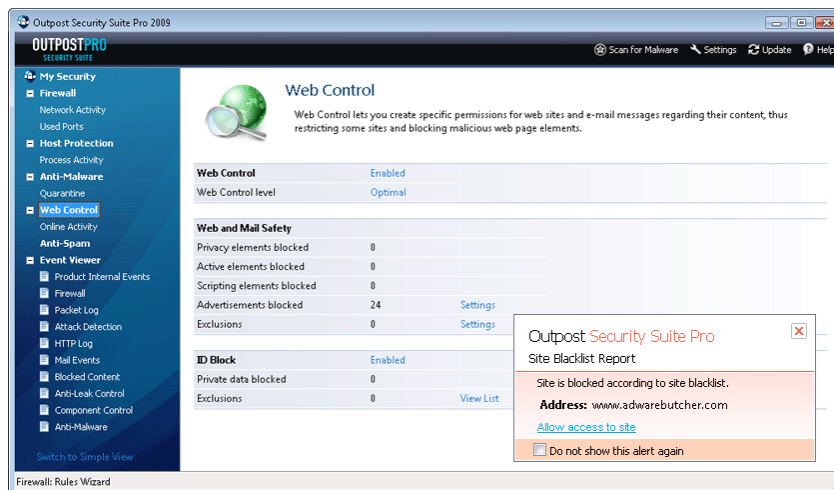 Outpost Security Suite Pro 2009
OUTPOSTPRO
SECURITY SUITE
Scan for Malware Settings Update Help
My Security
Firewall
Network Activity
Used Ports
Host Protection
Process Activity
Anti-Malware
Quarantine
Web Control
Online Activity
Anti-Spam
Event Viewer
Product Internal Events
Firewall
Packet Log
Attack Detection
HTTP Log
Mail Events
Blocked Content
Anti-Leak Control
Component Control
Anti-Malware
Switch to Simple View
Web Control
Web Control lets you create specific permissions for web sites and e-mail messages regarding their content, thus
restricting some sites and blocking malicious web page elements.
Web Control Enabled
Web Control level Optimal
Web and Mail Safety
Privacy elements blocked 0
Active elements blocked 0
Scripting elements blocked 0
Advertisements blocked 24 Settings
Exclusions 0 Settings
ID Block Enabled
Private data blocked 0
Exclusions 0 View List
Outpost Security Suite Pro
Site Blacklist Report
Site is blocked according to site blacklist.
Address: www.adwarebutcher.com
Allow access to site
Do not show this alert again
Firewall: Rules Wizard